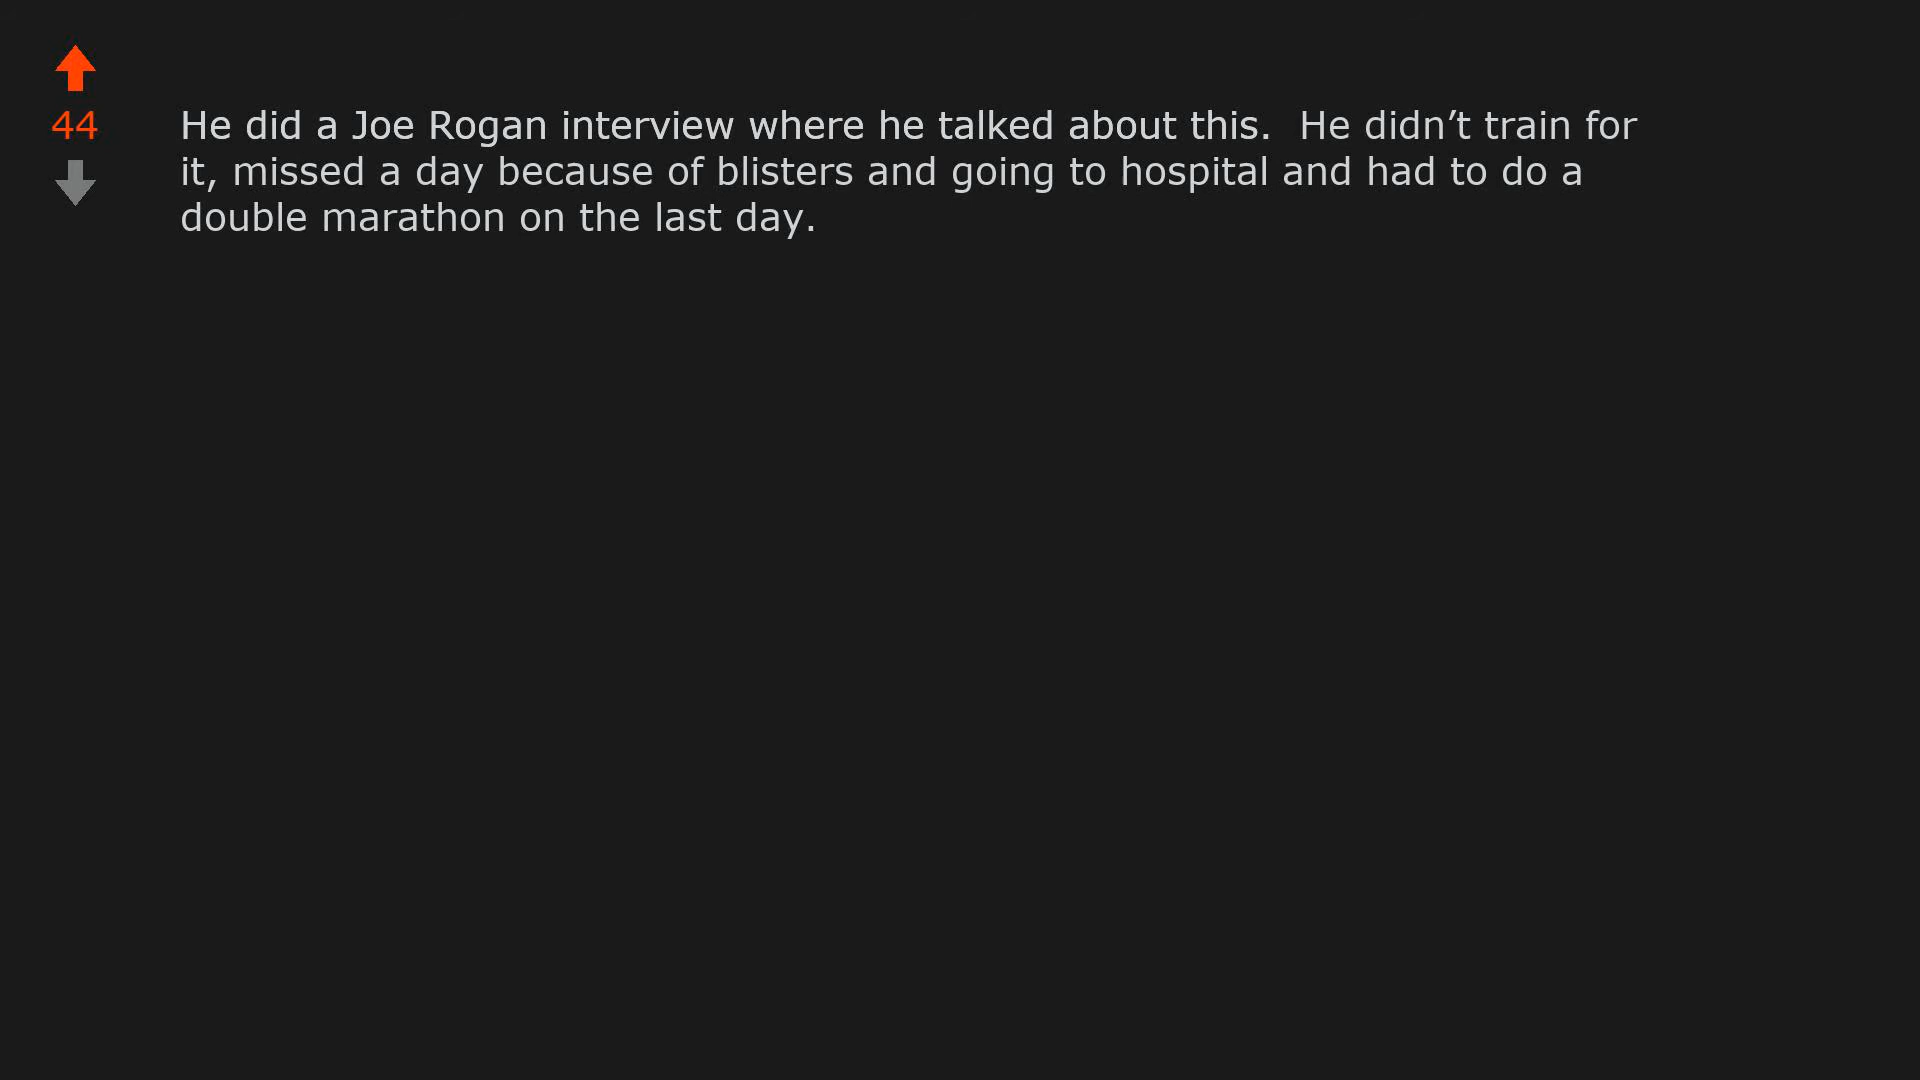 44
He did a Joe Rogan interview where he talked about this.  He didn’t train for
it, missed a day because of blisters and going to hospital and had to do a
double marathon on the last day.